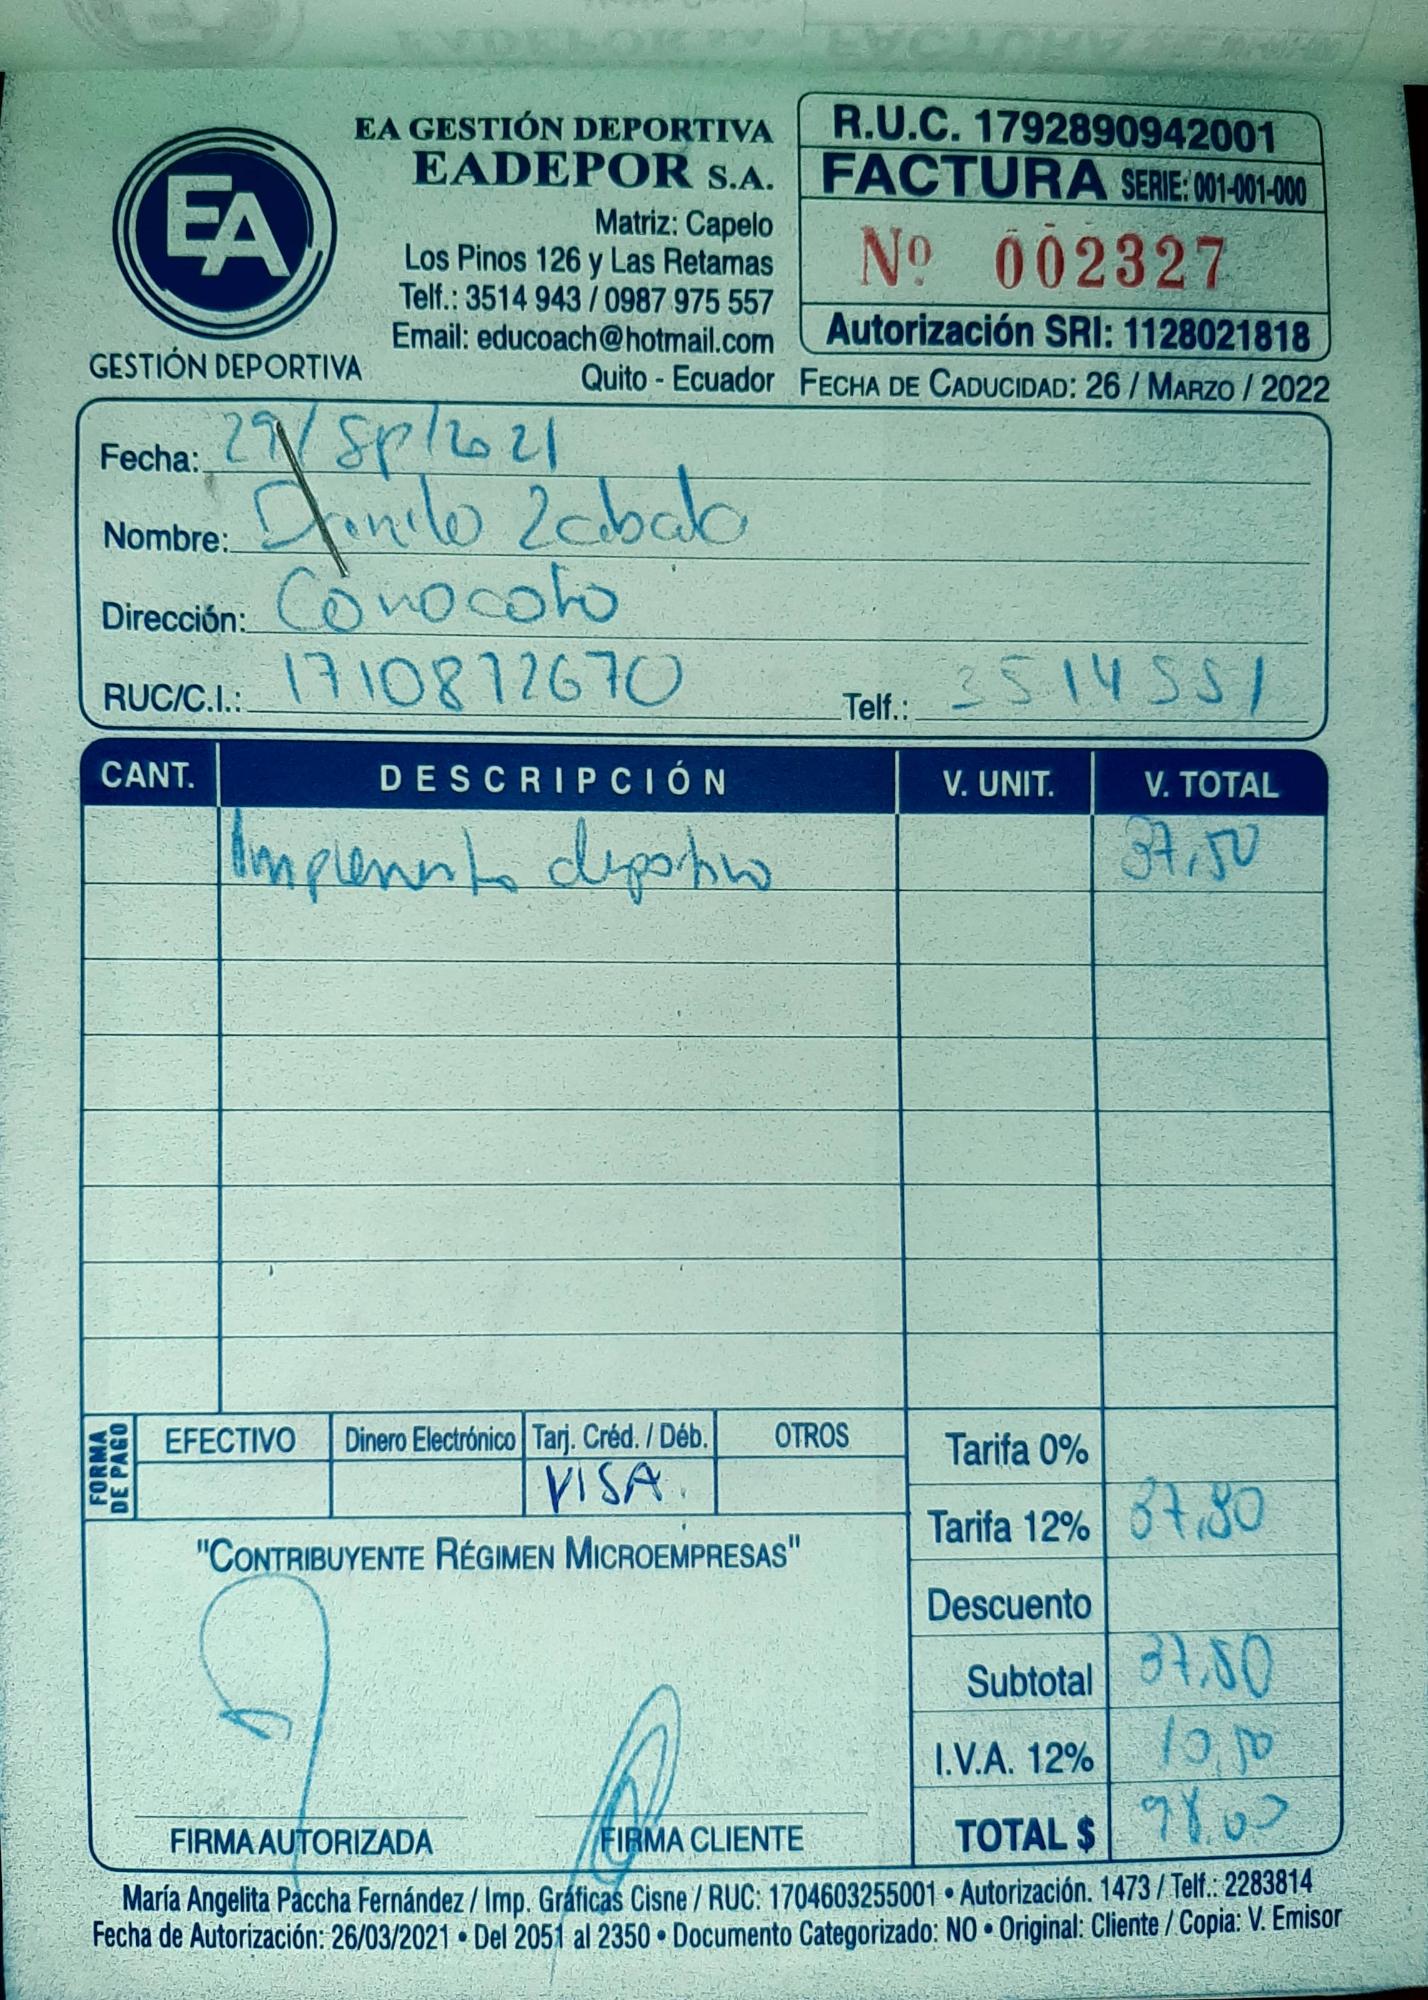 EA GESTIÓN DEPORTIVA
EADEPOR S.A.
Matriz: Capelo
Los Pinos 126 y Las Retamas
Telf.: 3514 943 / 0987 975 557
Email: educoach@hotmail.com
Quito - Ecuador
EA
GESTIÓN DEPORTIVA
R.U.C. 1792890942001
FACTURA SERIE: 001-001-000
Nº 002327
Autorización SRI: 1128021818
FECHA DE CADUCIDAD: 26 / MARZO / 2022
Fecha: 29/Sp/2021
Nombre: Danilo Zabala
Dirección: Conocoto
RUC/C.I.: 1710872670 Telf.: 3514551
CANT. DESCRIPCIÓN V. UNIT. V. TOTAL
Implemento deportivo 37,50
FORMA DE PAGO
EFECTIVO Dinero Electrónico Tarj. Créd. / Déb. OTROS
VISA.
Tarifa 0%
Tarifa 12% 37,50
Descuento
Subtotal 37,50
I.V.A. 12% 10,50
TOTAL $ 98.00
"CONTRIBUYENTE RÉGIMEN MICROEMPRESAS"
FIRMA AUTORIZADA FIRMA CLIENTE
María Angelita Paccha Fernández / Imp. Gráficas Cisne / RUC: 1704603255001 • Autorización. 1473 / Telf.: 2283814
Fecha de Autorización: 26/03/2021 • Del 2051 al 2350 • Documento Categorizado: NO • Original: Cliente / Copia: V. Emisor